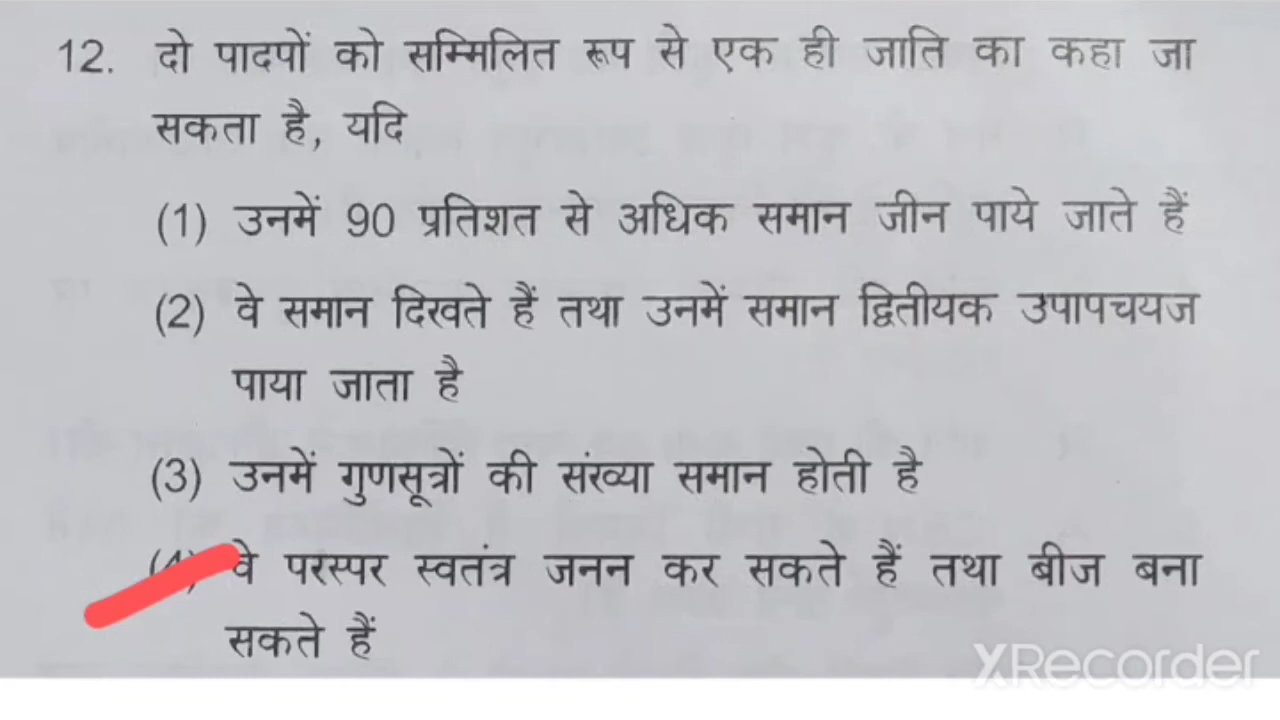 12. दो पादपों को सम्मिलित रूप से एक ही जाति का कहा जा
सकता है, यदि
(1) उनमें 90 प्रतिशत से अधिक समान जीन पाये जाते हैं
(2) वे समान दिखते हैं तथा उनमें समान द्वितीयक उपापचयज
पाया जाता है
(3) उनमें गुणसूत्रों की संख्या समान होती है
(4) वे परस्पर स्वतंत्र जनन कर सकते हैं तथा बीज बना
सकते हैं
XRecorder